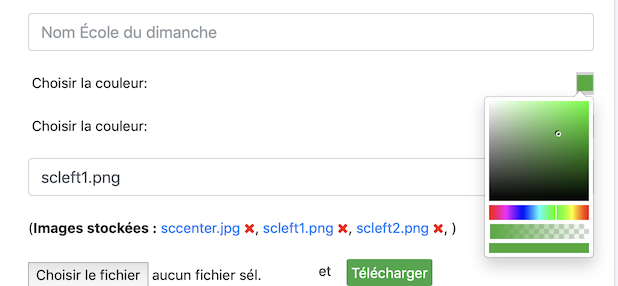 Nom École du dimanche
Choisir la couleur:
Choisir la couleur:
scleft1.png
(Images stockées : sccenter.jpg ✖, scleft1.png ✖, scleft2.png ✖, )
Choisir le fichier aucun fichier sél. et Télécharger